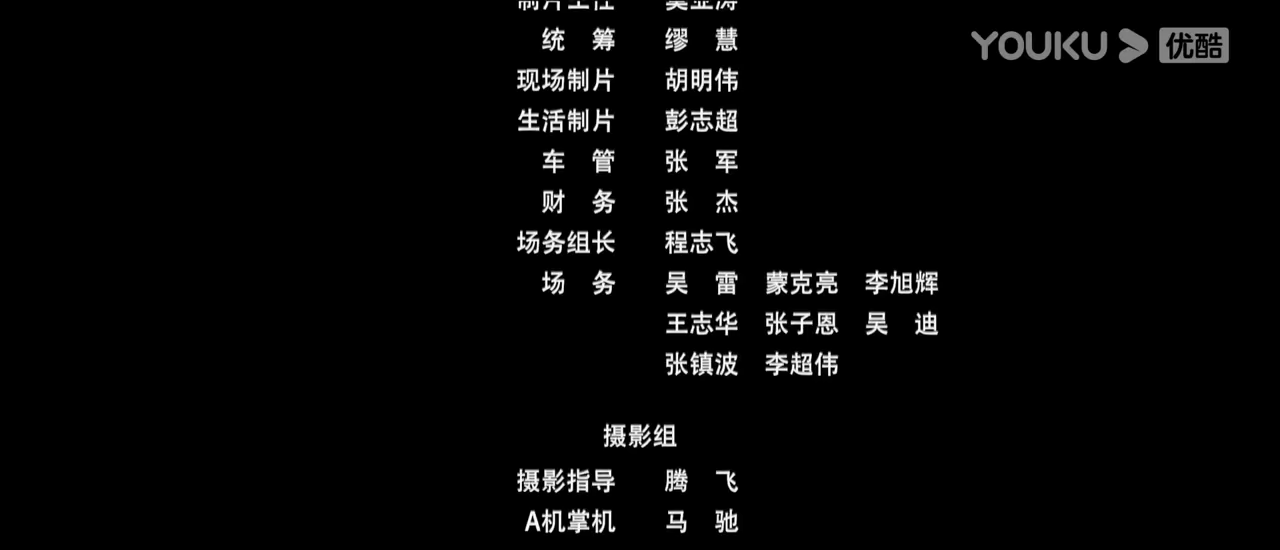 统 筹 缪 慧
YOUKU 优酷
现场制片 胡明伟
生活制片 彭志超
车 管 张 军
财 务 张 杰
场务组长 程志飞
场 务 吴 雷 蒙克亮 李旭辉
王志华 张子恩 吴 迪
张镇波 李超伟
摄影组
摄影指导 腾 飞
A机掌机 马 驰